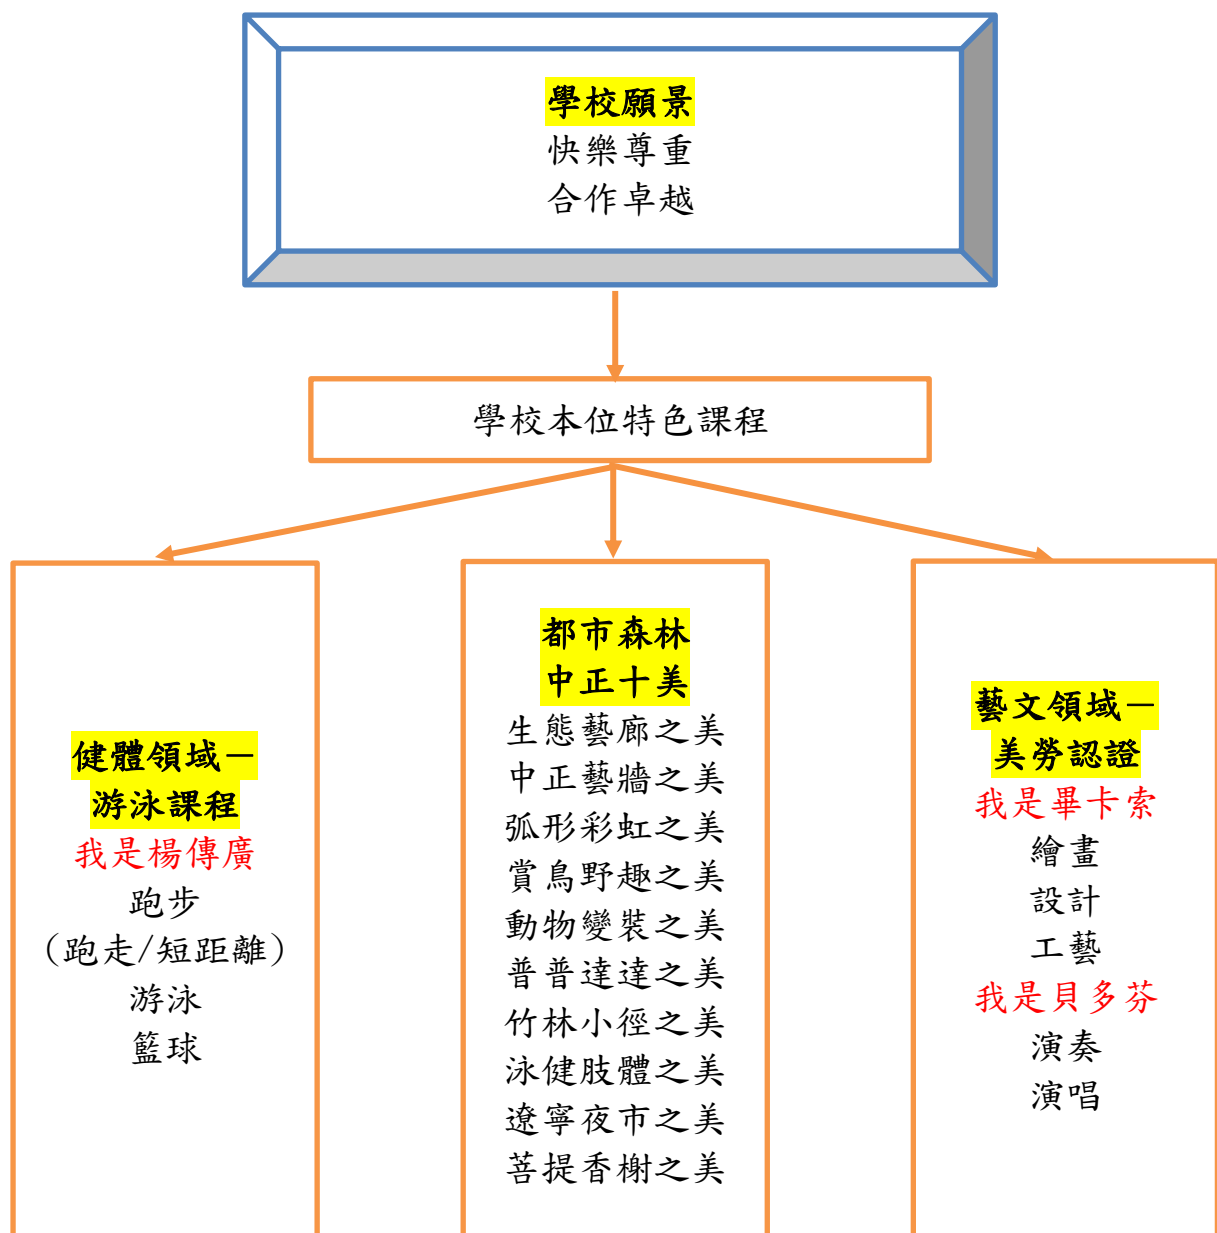 學校願景
快樂尊重
合作卓越
學校本位特色課程
健體領域－
游泳課程
我是楊傳廣
跑步
(跑走/短距離)
游泳
籃球
都市森林
中正十美
生態藝廊之美
中正藝牆之美
弧形彩虹之美
賞鳥野趣之美
動物變裝之美
普普達達之美
竹林小徑之美
泳健肢體之美
遼寧夜市之美
菩提香榭之美
藝文領域－
美勞認證
我是畢卡索
繪畫
設計
工藝
我是貝多芬
演奏
演唱